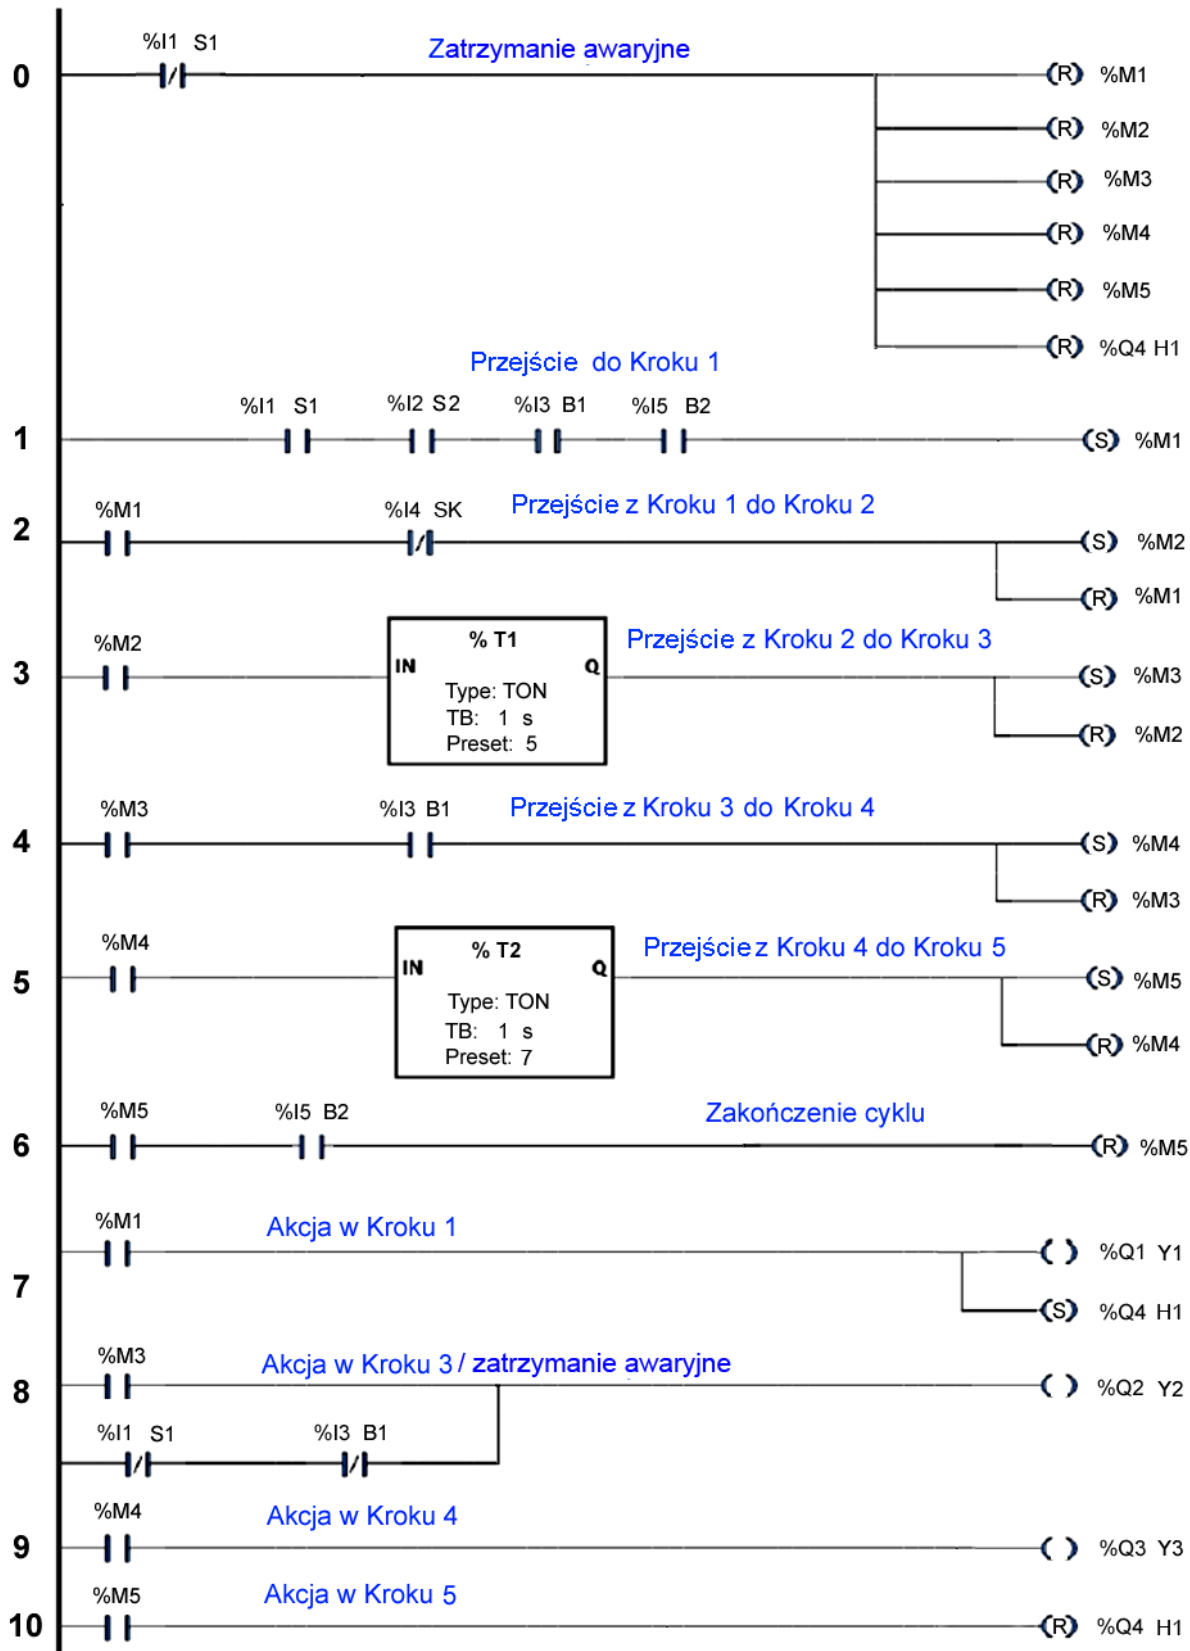 %I1 S1 Zatrzymanie awaryjne
0 (R) %M1
(R) %M2
(R) %M3
(R) %M4
(R) %M5
(R) %Q4 H1
Przejście do Kroku 1
%I1 S1 %I2 S2 %I3 B1 %I5 B2
1 (S) %M1
%M1 %I4 SK Przejście z Kroku 1 do Kroku 2
2 (S) %M2
(R) %M1
%M2 % T1 Przejście z Kroku 2 do Kroku 3
3 IN Q (S) %M3
Type: TON
TB: 1 s
Preset: 5
(R) %M2
%M3 %I3 B1 Przejście z Kroku 3 do Kroku 4
4 (S) %M4
(R) %M3
%M4 % T2 Przejście z Kroku 4 do Kroku 5
5 IN Q (S) %M5
Type: TON
TB: 1 s
Preset: 7
(R) %M4
%M5 %I5 B2 Zakończenie cyklu
6 (R) %M5
%M1 Akcja w Kroku 1
7 ( ) %Q1 Y1
(S) %Q4 H1
%M3 Akcja w Kroku 3 / zatrzymanie awaryjne
8 ( ) %Q2 Y2
%I1 S1 %I3 B1
%M4 Akcja w Kroku 4
9 ( ) %Q3 Y3
%M5 Akcja w Kroku 5
10 (R) %Q4 H1